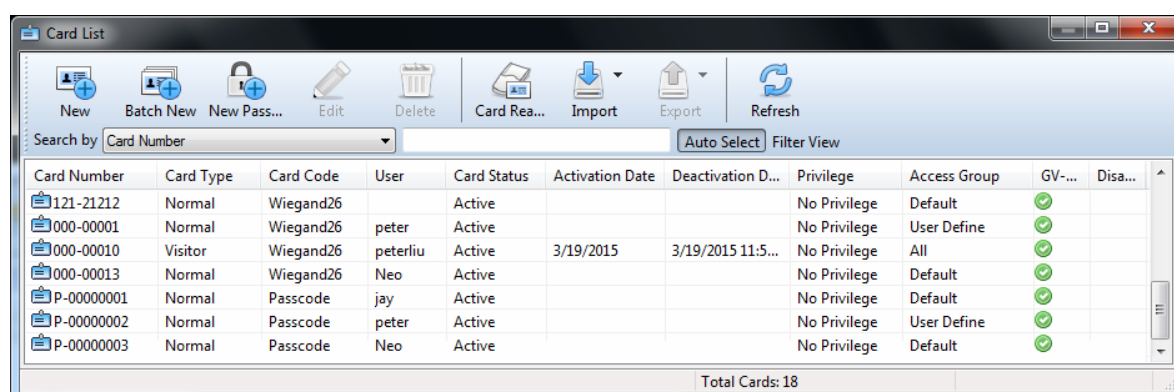 Card List
New Batch New New Pass... Edit Delete Card Rea... Import Export Refresh
Search by Card Number Auto Select Filter View
Card Number Card Type Card Code User Card Status Activation Date Deactivation D... Privilege Access Group GV-... Disa...
121-21212 Normal Wiegand26 Active No Privilege Default
000-00001 Normal Wiegand26 peter Active No Privilege User Define
000-00010 Visitor Wiegand26 peterliu Active 3/19/2015 3/19/2015 11:5... No Privilege All
000-00013 Normal Wiegand26 Neo Active No Privilege Default
P-00000001 Normal Passcode jay Active No Privilege Default
P-00000002 Normal Passcode peter Active No Privilege User Define
P-00000003 Normal Passcode Neo Active No Privilege Default
Total Cards: 18